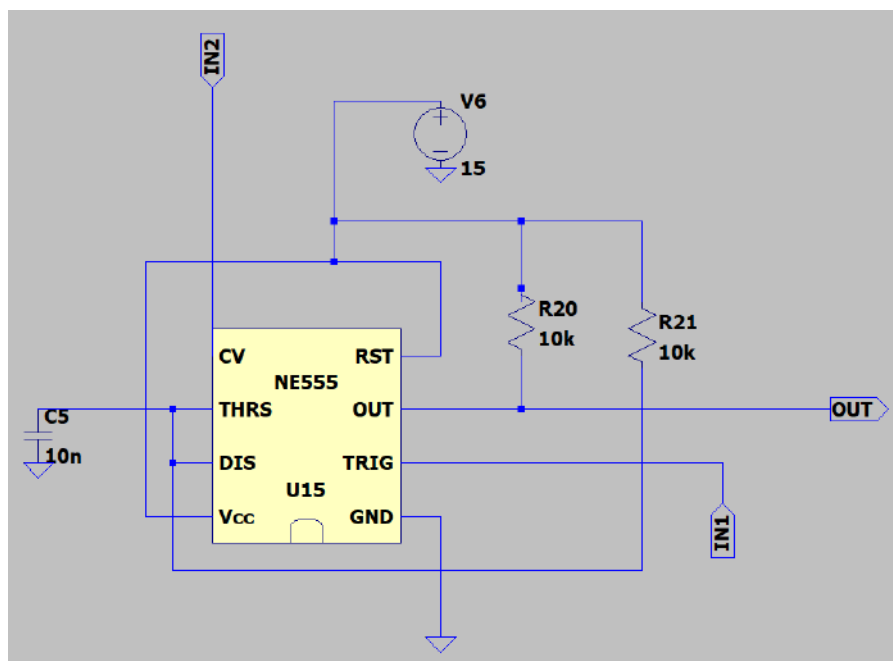 IN2
V6
15
R20
10k
R21
10k
CV
RST
NE555
C5
10n
THRS
OUT
OUT
DIS
TRIG
U15
Vcc
GND
IN1